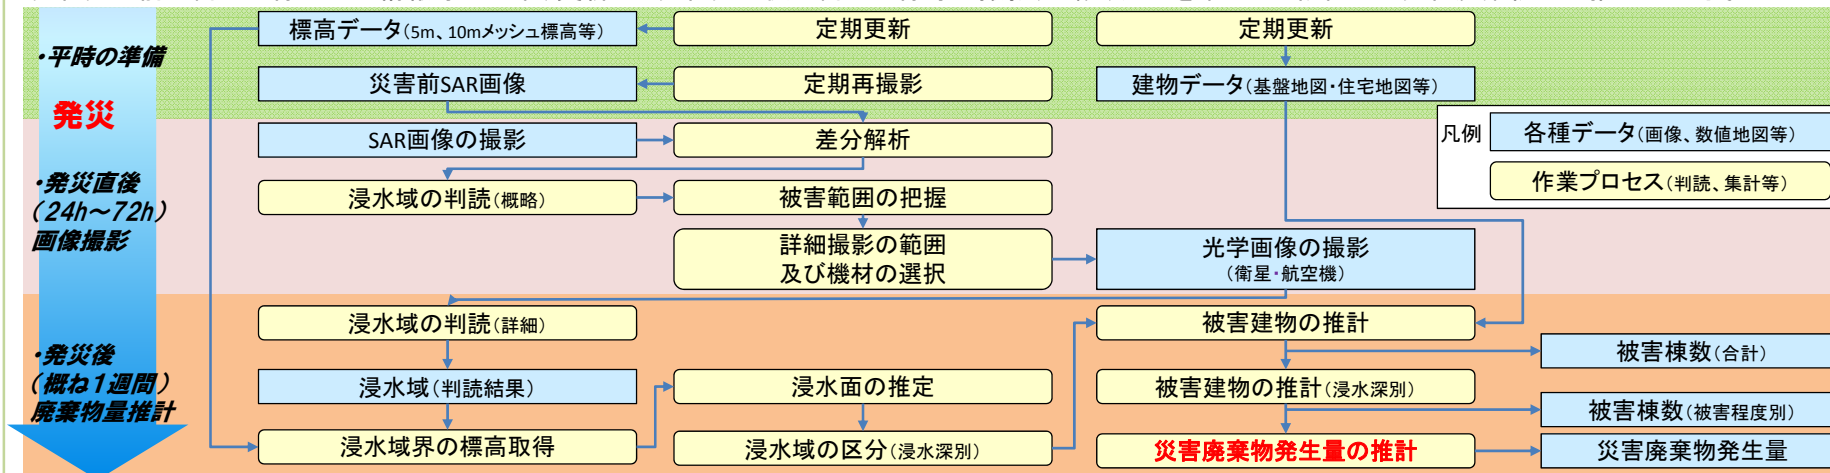 ・平時の準備
発災
・発災直後
（24h～72h）
画像撮影
・発災後
（概ね1週間）
廃棄物量推計
標高データ(5m、10mメッシュ標高等)
定期更新
定期更新
災害前SAR画像
定期再撮影
建物データ(基盤地図・住宅地図等)
凡例
各種データ(画像、数値地図等)
作業プロセス(判読、集計等)
SAR画像の撮影
差分解析
浸水域の判読(概略)
被害範囲の把握
詳細撮影の範囲
及び機材の選択
光学画像の撮影
(衛星・航空機)
浸水域の判読(詳細)
被害建物の推計
被害棟数(合計)
浸水域(判読結果)
浸水面の推定
被害建物の推計(浸水深別)
被害棟数(被害程度別)
浸水域界の標高取得
浸水域の区分(浸水深別)
災害廃棄物発生量の推計
災害廃棄物発生量